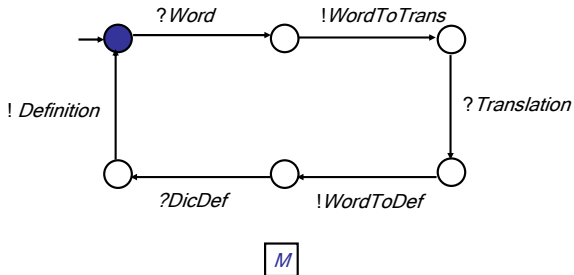 ?Word
!WordToTrans
! Definition
?Translation
?DicDef
!WordToDef
M